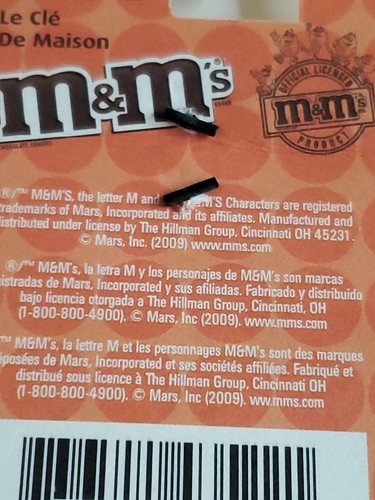 Le Clé
De Maison
m&m's
OFFICIAL LICENSED
m&m's
PRODUCT
®/™ M&M'S, the letter M and M&M'S Characters are registered
trademarks of Mars, Incorporated and its affiliates. Manufactured and
distributed under license by The Hillman Group, Cincinnati OH 45231.
© Mars, Inc. (2009) www.mms.com
®/™ M&M's, la letra M y los personajes de M&M's son marcas
istradas de Mars, Incorporated y sus afiliadas. Fabricado y distribuido
bajo licencia otorgada a The Hillman Group, Cincinnati, OH
(1-800-800-4900). © Mars, Inc (2009). www.mms.com
™ M&M's, la lettre M et les personnages M&M's sont des marques
éposées de Mars, Incorporated et ses sociétés affiliées. Fabriqué et
distribué sous licence à The Hillman Group, Cincinnati, OH
(1-800-800-4900). © Mars, Inc (2009). www.mms.com